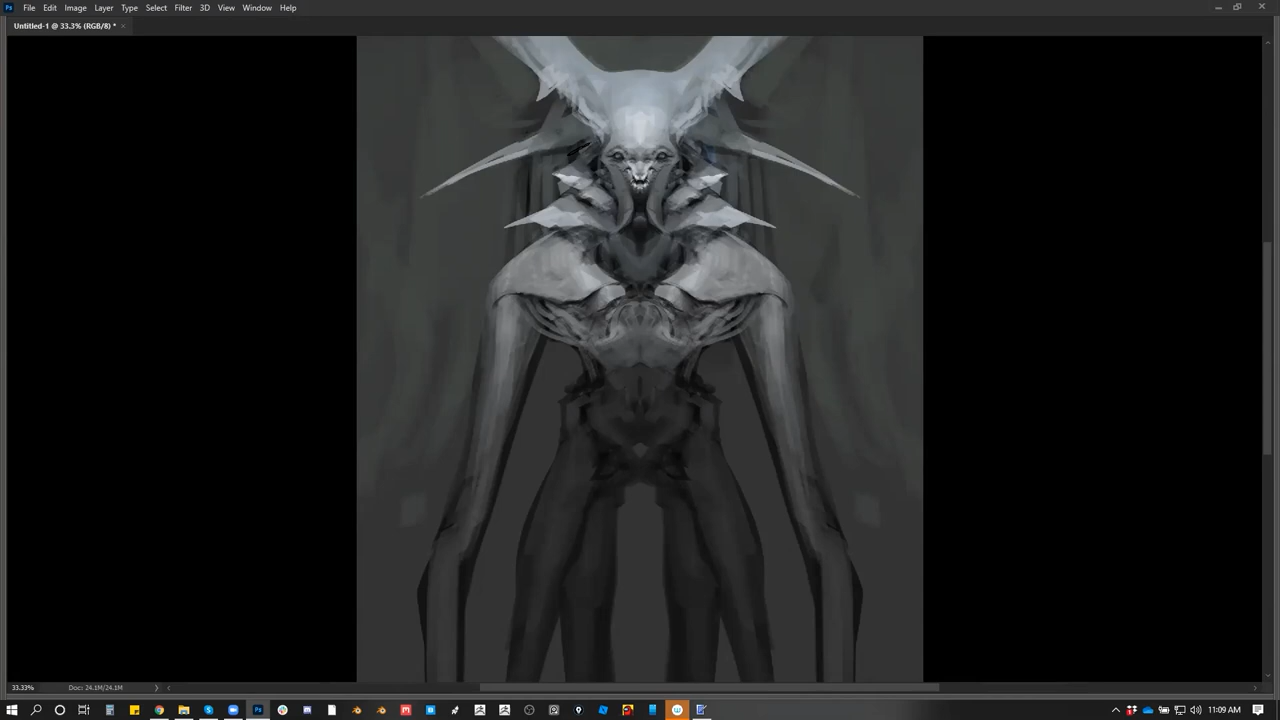 Ps File Edit Image Layer Type Select Filter 3D View Window Help
Untitled-1 @ 33.3% (RGB/8) * ×
33.33% Doc: 24.1M/24.1M
11:09 AM